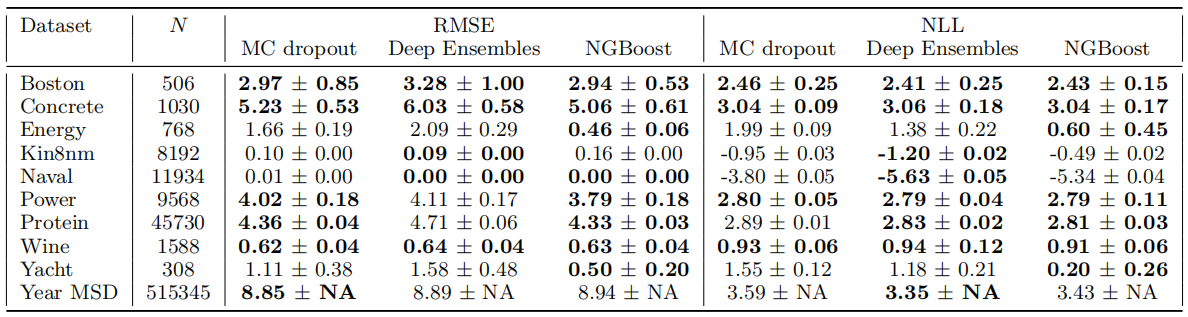 Dataset N RMSE NLL
MC dropout Deep Ensembles NGBoost MC dropout Deep Ensembles NGBoost
Boston 506 2.97 ± 0.85 3.28 ± 1.00 2.94 ± 0.53 2.46 ± 0.25 2.41 ± 0.25 2.43 ± 0.15
Concrete 1030 5.23 ± 0.53 6.03 ± 0.58 5.06 ± 0.61 3.04 ± 0.09 3.06 ± 0.18 3.04 ± 0.17
Energy 768 1.66 ± 0.19 2.09 ± 0.29 0.46 ± 0.06 1.99 ± 0.09 1.38 ± 0.22 0.60 ± 0.45
Kin8nm 8192 0.10 ± 0.00 0.09 ± 0.00 0.16 ± 0.00 -0.95 ± 0.03 -1.20 ± 0.02 -0.49 ± 0.02
Naval 11934 0.01 ± 0.00 0.00 ± 0.00 0.00 ± 0.00 -3.80 ± 0.05 -5.63 ± 0.05 -5.34 ± 0.04
Power 9568 4.02 ± 0.18 4.11 ± 0.17 3.79 ± 0.18 2.80 ± 0.05 2.79 ± 0.04 2.79 ± 0.11
Protein 45730 4.36 ± 0.04 4.71 ± 0.06 4.33 ± 0.03 2.89 ± 0.01 2.83 ± 0.02 2.81 ± 0.03
Wine 1588 0.62 ± 0.04 0.64 ± 0.04 0.63 ± 0.04 0.93 ± 0.06 0.94 ± 0.12 0.91 ± 0.06
Yacht 308 1.11 ± 0.38 1.58 ± 0.48 0.50 ± 0.20 1.55 ± 0.12 1.18 ± 0.21 0.20 ± 0.26
Year MSD 515345 8.85 ± NA 8.89 ± NA 8.94 ± NA 3.59 ± NA 3.35 ± NA 3.43 ± NA